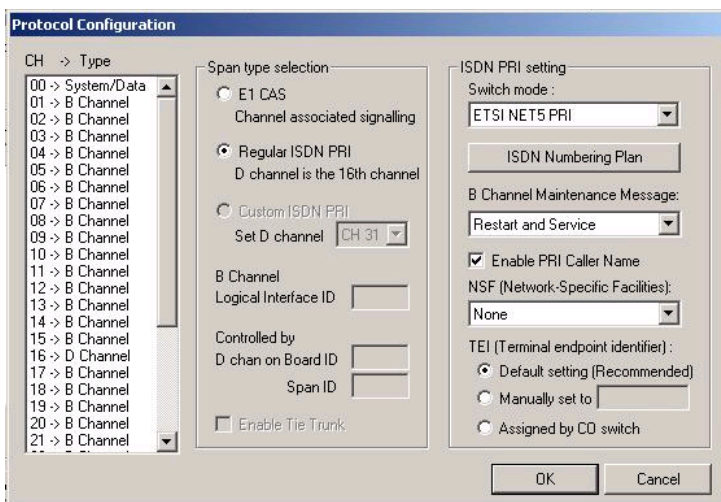 Protocol Configuration
CH -> Type
00 -> System/Data
01 -> B Channel
02 -> B Channel
03 -> B Channel
04 -> B Channel
05 -> B Channel
06 -> B Channel
07 -> B Channel
08 -> B Channel
09 -> B Channel
10 -> B Channel
11 -> B Channel
12 -> B Channel
13 -> B Channel
14 -> B Channel
15 -> B Channel
16 -> D Channel
17 -> B Channel
18 -> B Channel
19 -> B Channel
20 -> B Channel
21 -> B Channel
Span type selection
E1 CAS
Channel associated signalling
Regular ISDN PRI
D channel is the 16th channel
Custom ISDN PRI
Set D channel CH 31
B Channel
Logical Interface ID
Controlled by
D chan on Board ID
Span ID
Enable Tie Trunk
ISDN PRI setting
Switch mode :
ETSI NET5 PRI
ISDN Numbering Plan
B Channel Maintenance Message:
Restart and Service
Enable PRI Caller Name
NSF (Network-Specific Facilities):
None
TEI (Terminal endpoint identifier) :
Default setting (Recommended)
Manually set to
Assigned by CO switch
OK
Cancel